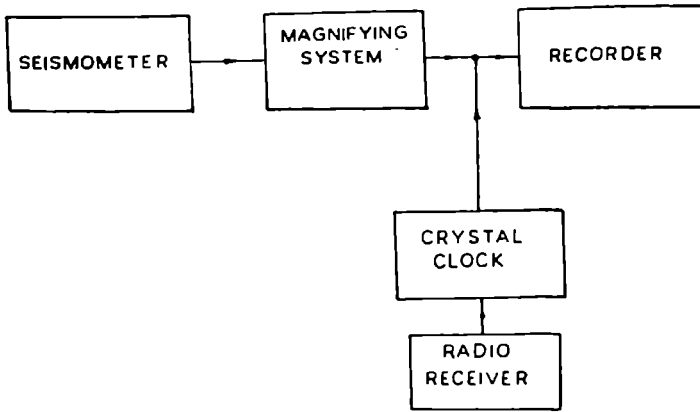 SEISMOMETER
MAGNIFYING
SYSTEM
RECORDER
CRYSTAL
CLOCK
RADIO
RECEIVER